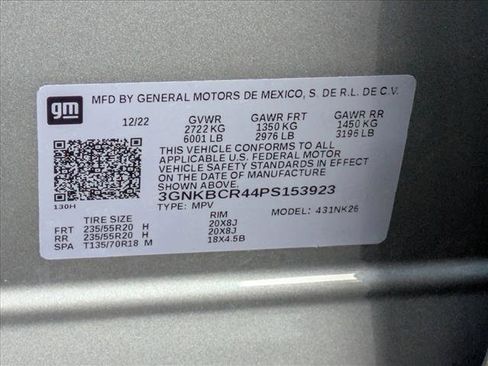 gm
MFD BY GENERAL MOTORS DE MEXICO, S. DE R.L. DE C.V.
12/22 GVWR GAWR FRT GAWR RR
2722 KG 1350 KG 1450 KG
6001 LB 2976 LB 3196 LB
THIS VEHICLE CONFORMS TO ALL
APPLICABLE U.S. FEDERAL MOTOR
VEHICLE SAFETY STANDARDS IN EFFECT
ON THE DATE OF MANUFACTURE
SHOWN ABOVE.
3GNKBCR44PS153923
130H TYPE: MPV MODEL: 431NK26
TIRE SIZE RIM
FRT 235/55R20 H 20X8J
RR 235/55R20 H 20X8J
SPA T135/70R18 M 18X4.5B